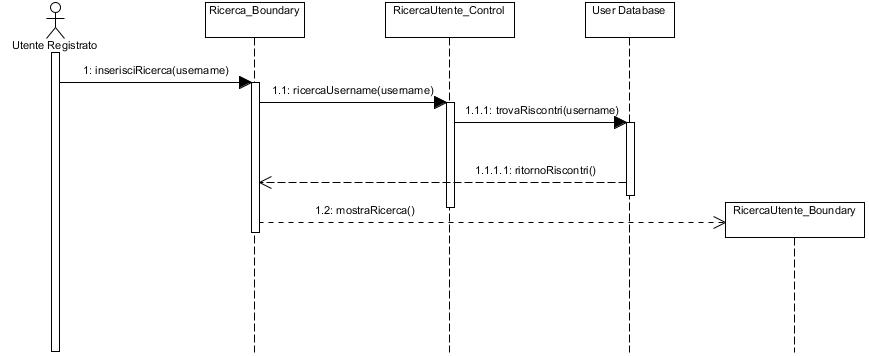 Ricerca_Boundary
RicercaUtente_Control
User Database
Utente Registrato
1: inserisciRicerca(username)
1.1: ricercaUsername(username)
1.1.1: trovaRiscontri(username)
1.1.1.1: ritornoRiscontri()
1.2: mostraRicerca()
RicercaUtente_Boundary